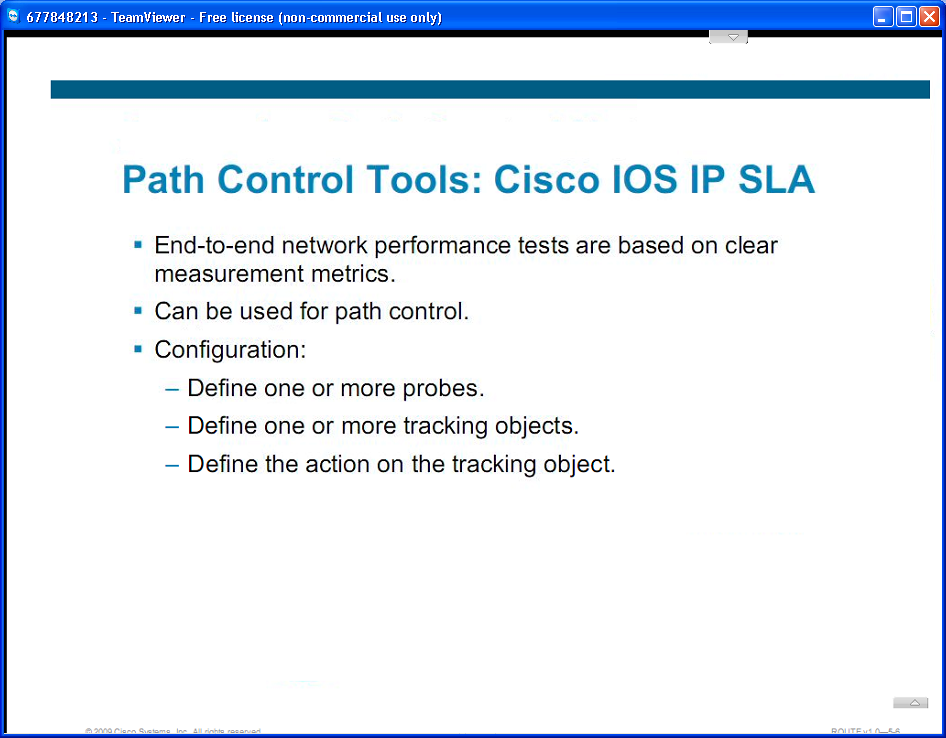 677848213 - TeamViewer - Free license (non-commercial use only)
Path Control Tools: Cisco IOS IP SLA
▪ End-to-end network performance tests are based on clear
measurement metrics.
▪ Can be used for path control.
▪ Configuration:
– Define one or more probes.
– Define one or more tracking objects.
– Define the action on the tracking object.
© 2009 Cisco Systems, Inc. All rights reserved.
ROUTE v1.0—5-6